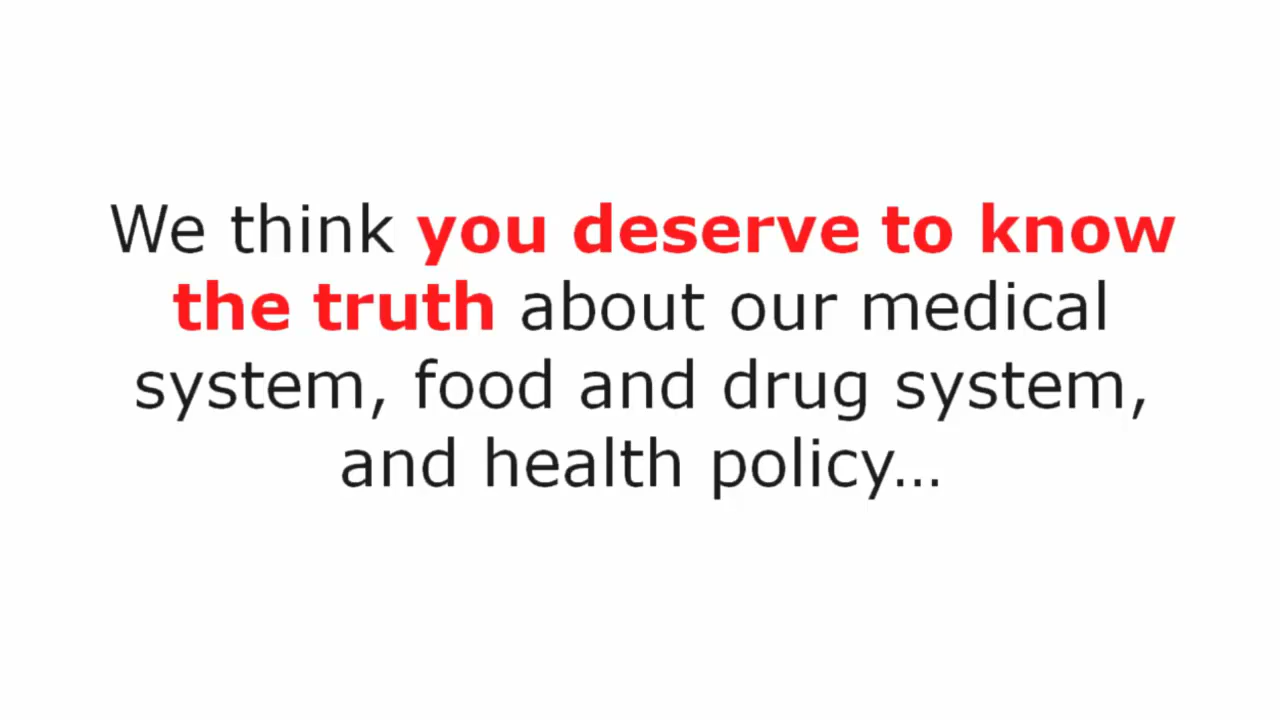 We think you deserve to know
the truth about our medical
system, food and drug system,
and health policy…